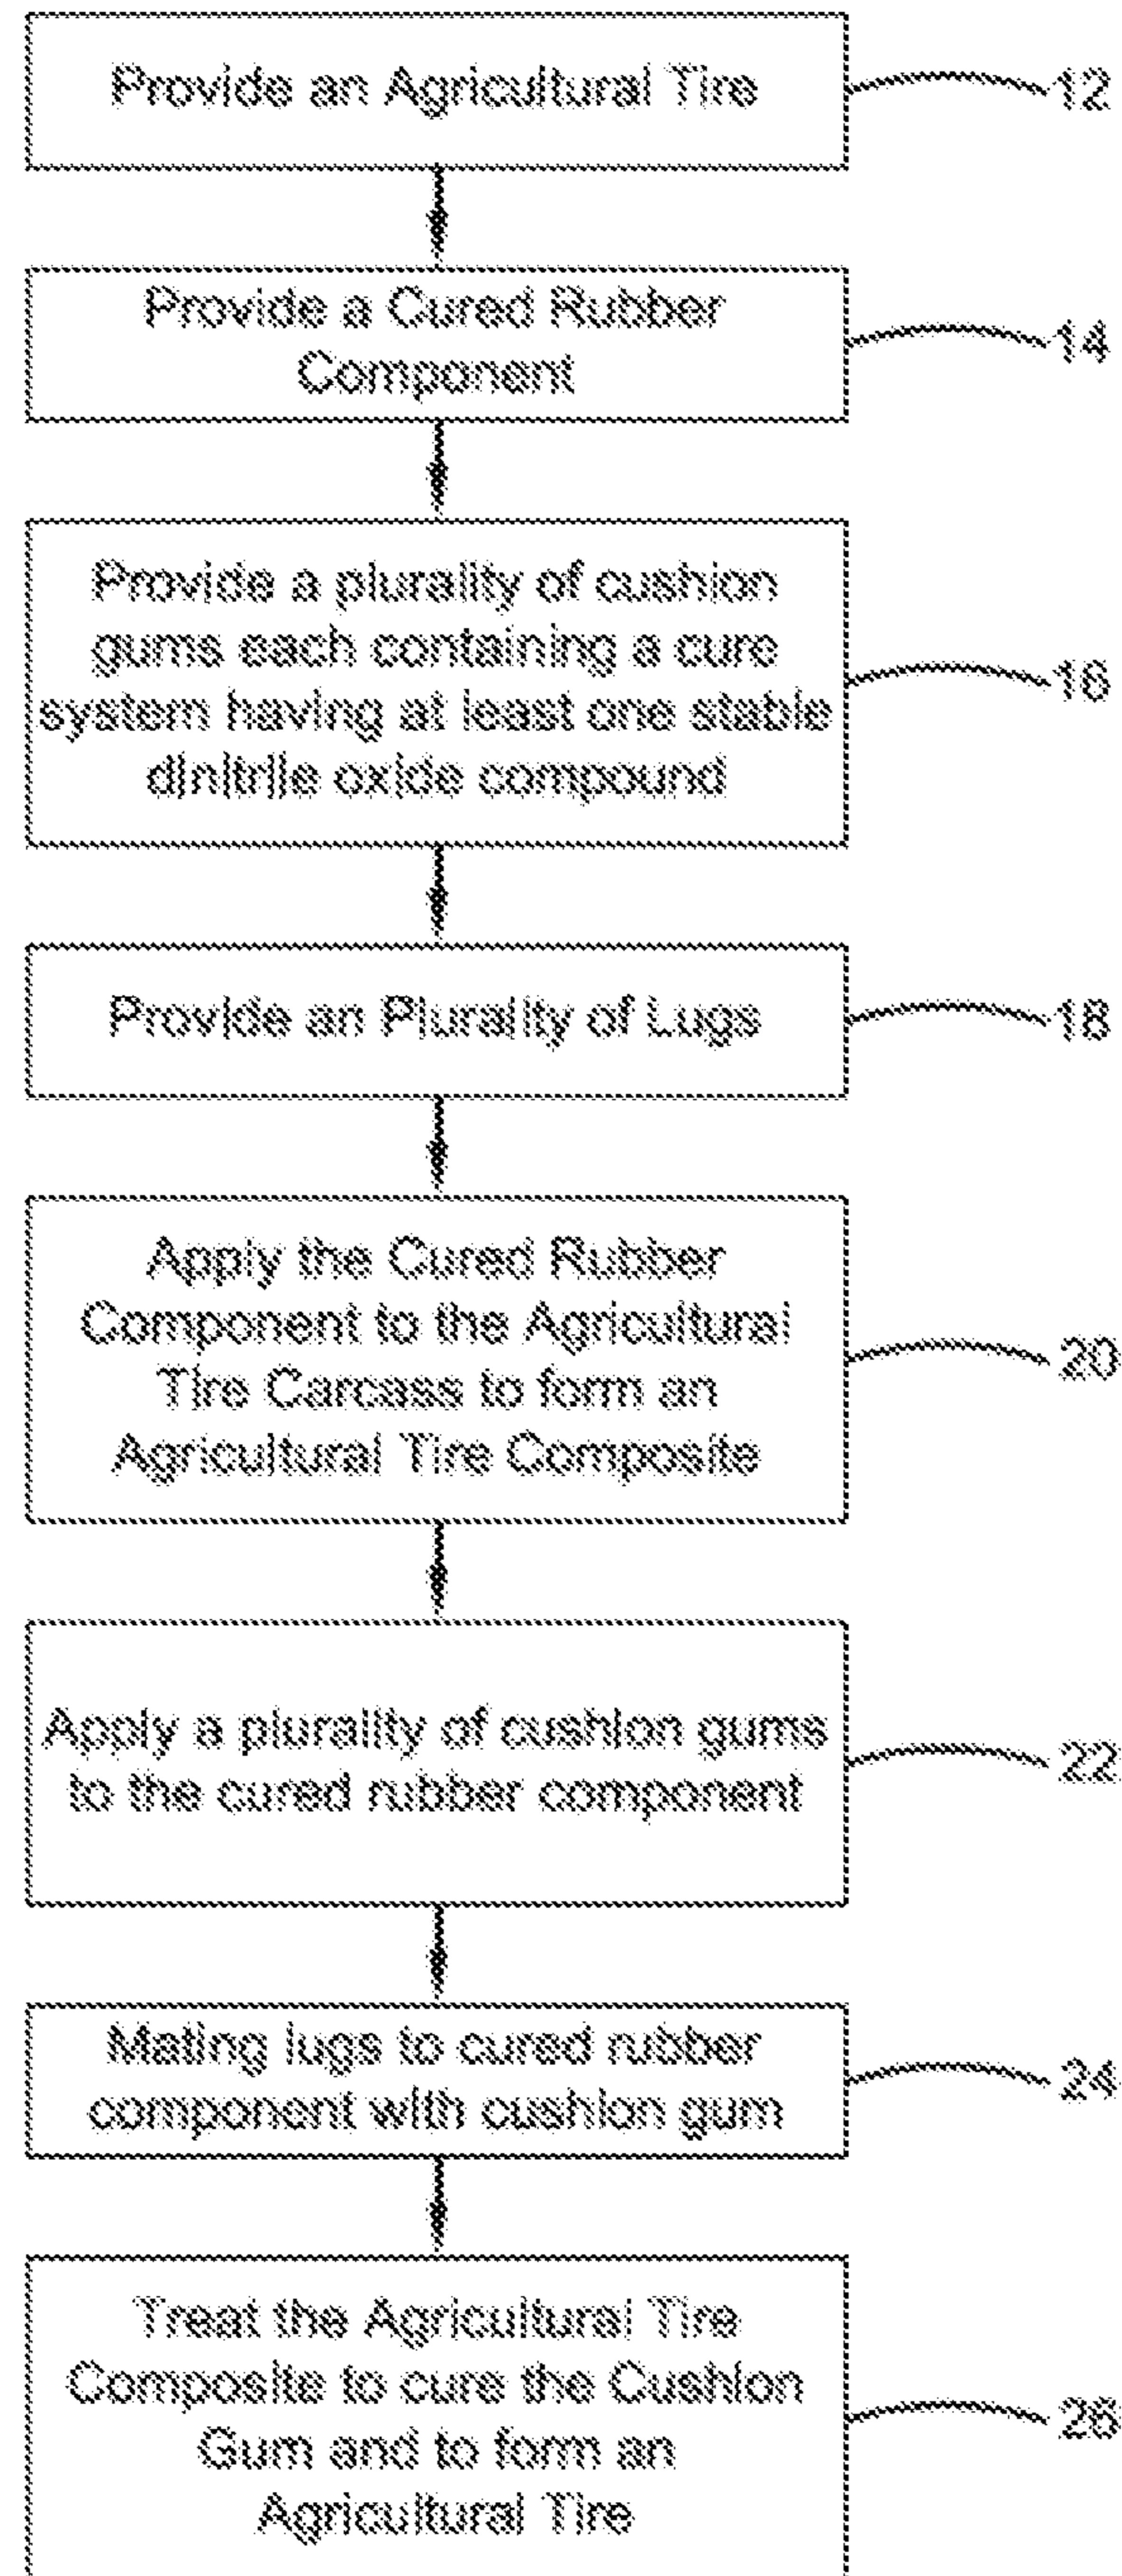 Provide an Agricultural Tire
12
Provide a Cured Rubber
Component
14
Provide a plurality of cushion
gums each containing a cure
system having at least one stable
dinitrile oxide compound
16
Provide an Plurality of Lugs
18
Apply the Cured Rubber
Component to the Agricultural
Tire Carcass to form an
Agricultural Tire Composite
20
Apply a plurality of cushion gums
to the cured rubber component
22
Mating lugs to cured rubber
component with cushion gum
24
Treat the Agricultural Tire
Composite to cure the Cushion
Gum and to form an
Agricultural Tire
26